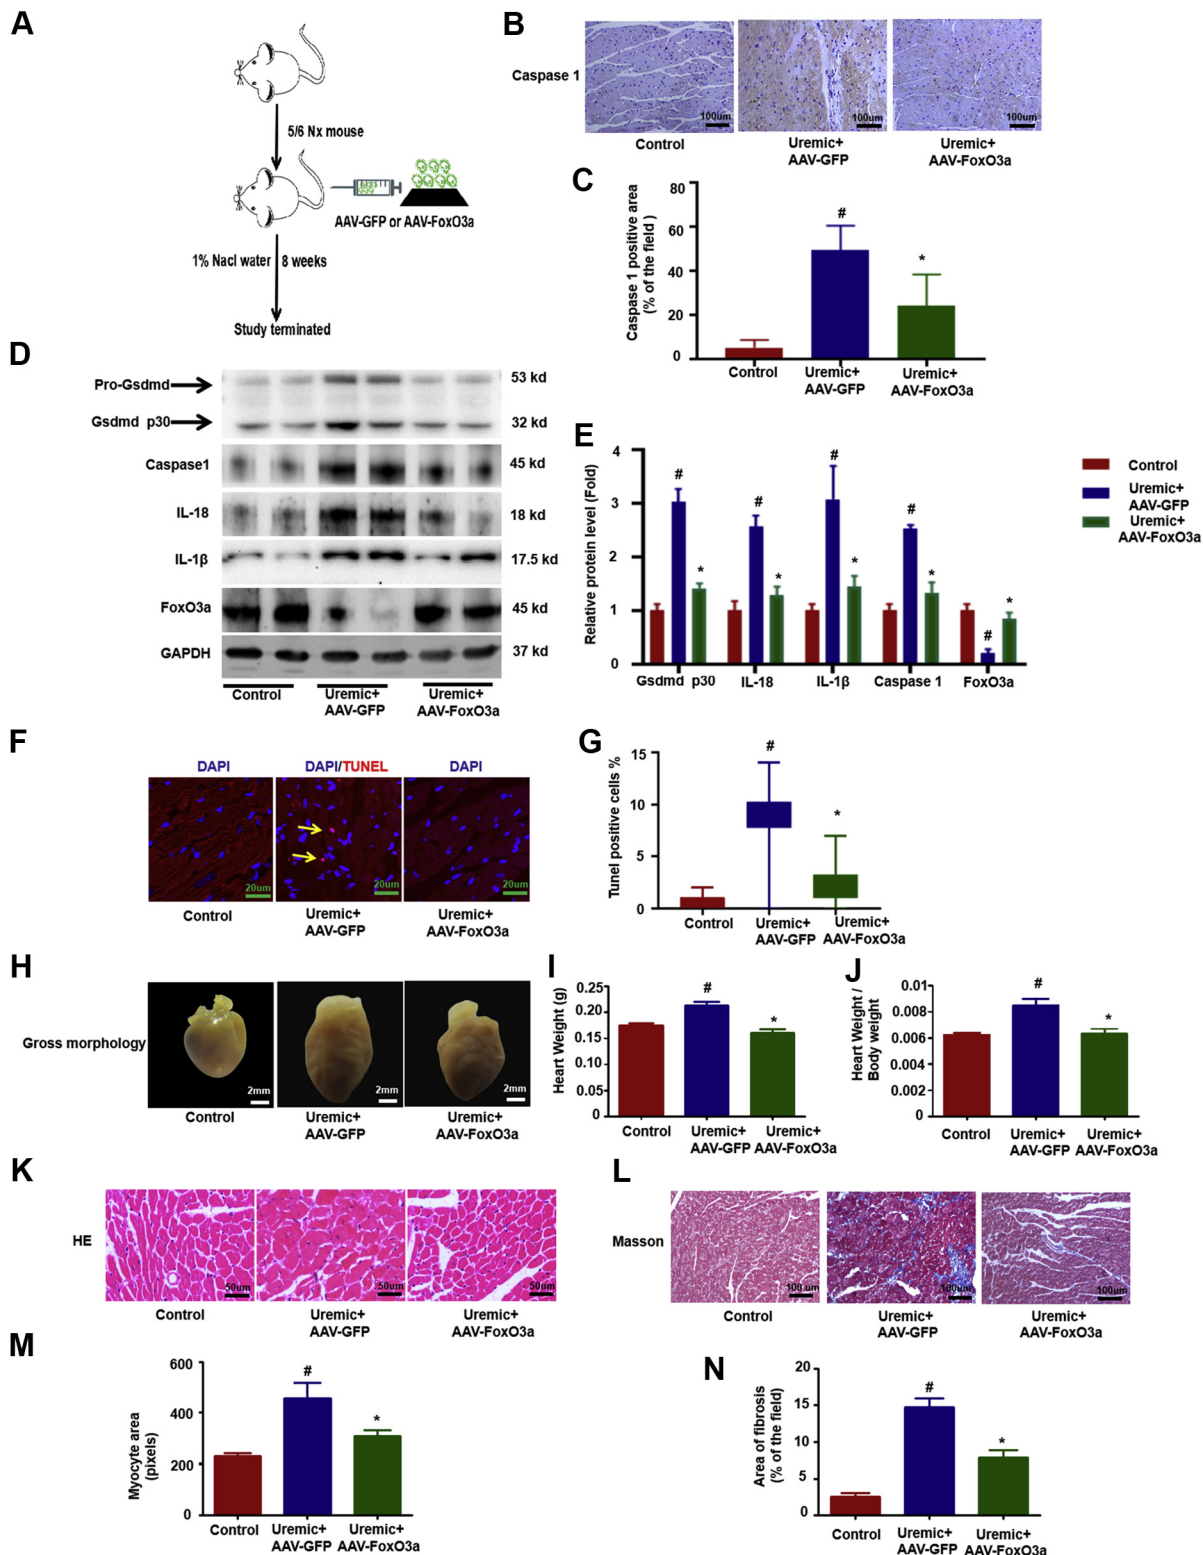 A
5/6 Nx mouse
AAV-GFP or AAV-FoxO3a
1% Nacl water
8 weeks
Study terminated
B
Caspase 1
100um
100um
100um
Control
Uremic+
AAV-GFP
Uremic+
AAV-FoxO3a
C
Caspase 1 positive area
(% of the field )
80
60
40
20
0
#
*
Control
Uremic+
AAV-GFP
Uremic+
AAV-FoxO3a
D
Pro-Gsdmd
53 kd
Gsdmd p30
32 kd
Caspase1
45 kd
IL-18
18 kd
IL-1β
17.5 kd
FoxO3a
45 kd
GAPDH
37 kd
Control
Uremic+
AAV-GFP
Uremic+
AAV-FoxO3a
E
Relative protein level (Fold)
4
3
2
1
0
#
*
#
*
#
*
#
*
#
*
Gsdmd p30
IL-18
IL-1β
Caspase 1
FoxO3a
Control
Uremic+
AAV-GFP
Uremic+
AAV-FoxO3a
F
DAPI
DAPI/TUNEL
DAPI
20um
20um
20um
Control
Uremic+
AAV-GFP
Uremic+
AAV-FoxO3a
G
Tunel positive cells %
15
10
5
0
#
*
Control
Uremic+
AAV-GFP
Uremic+
AAV-FoxO3a
H
Gross morphology
2mm
2mm
2mm
Control
Uremic+
AAV-GFP
Uremic+
AAV-FoxO3a
I
Heart Weight (g)
0.25
0.20
0.15
0.10
0.05
0
#
*
Control
Uremic+
AAV-GFP
Uremic+
AAV-FoxO3a
J
Heart Weight /
Body weight
0.01
0.008
0.006
0.004
0.002
0
#
*
Control
Uremic+
AAV-GFP
Uremic+
AAV-FoxO3a
K
HE
50um
50um
50um
Control
Uremic+
AAV-GFP
Uremic+
AAV-FoxO3a
L
Masson
100 um
100 um
100um
Control
Uremic+
AAV-GFP
Uremic+
AAV-FoxO3a
M
Myocyte area
(pixels)
600
400
200
0
#
*
Control
Uremic+
AAV-GFP
Uremic+
AAV-FoxO3a
N
Area of fibrosis
(% of the field)
20
15
10
5
0
#
*
Control
Uremic+
AAV-GFP
Uremic+
AAV-FoxO3a